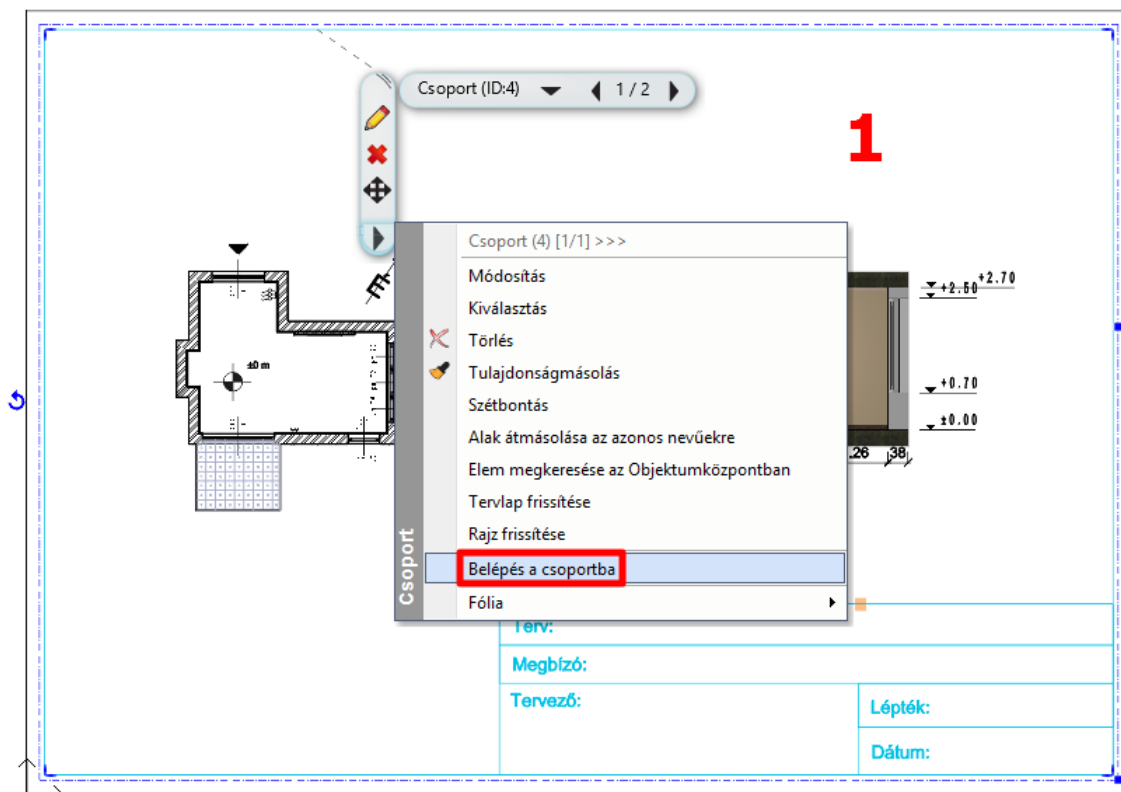 Csoport (ID:4) 1 / 2
1
Csoport (4) [1/1] >>>
Módosítás
Kiválasztás
Törlés
Tulajdonságmásolás
Szétbontás
Alak átmásolása az azonos nevűekre
Elem megkeresése az Objektumközpontban
Tervlap frissítése
Rajz frissítése
Belépés a csoportba
Fólia
Csoport
±0 m
+2.70
+2.50
+0.70
±0.00
26 38
Terv:
Megbízó:
Tervező:
Lépték:
Dátum: